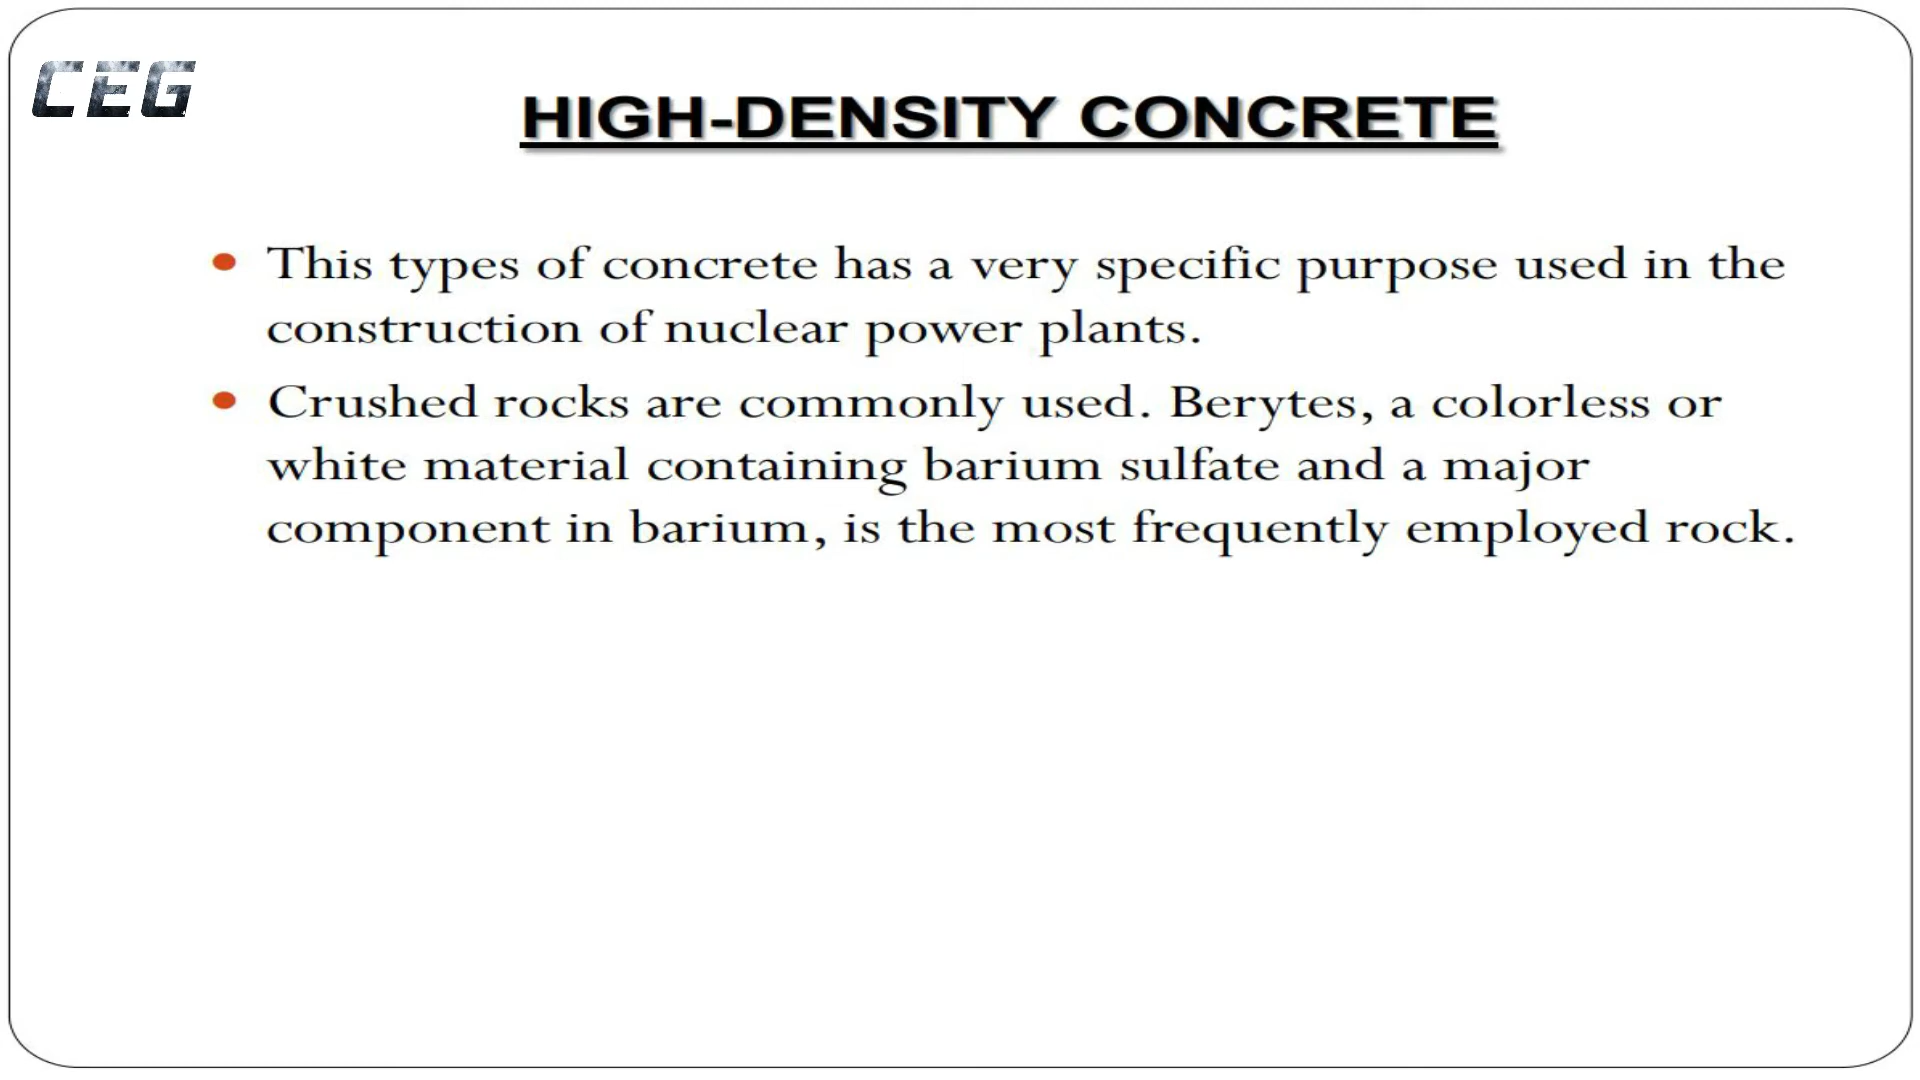 CEG
HIGH-DENSITY CONCRETE
• This types of concrete has a very specific purpose used in the
construction of nuclear power plants.
• Crushed rocks are commonly used. Berytes, a colorless or
white material containing barium sulfate and a major
component in barium, is the most frequently employed rock.